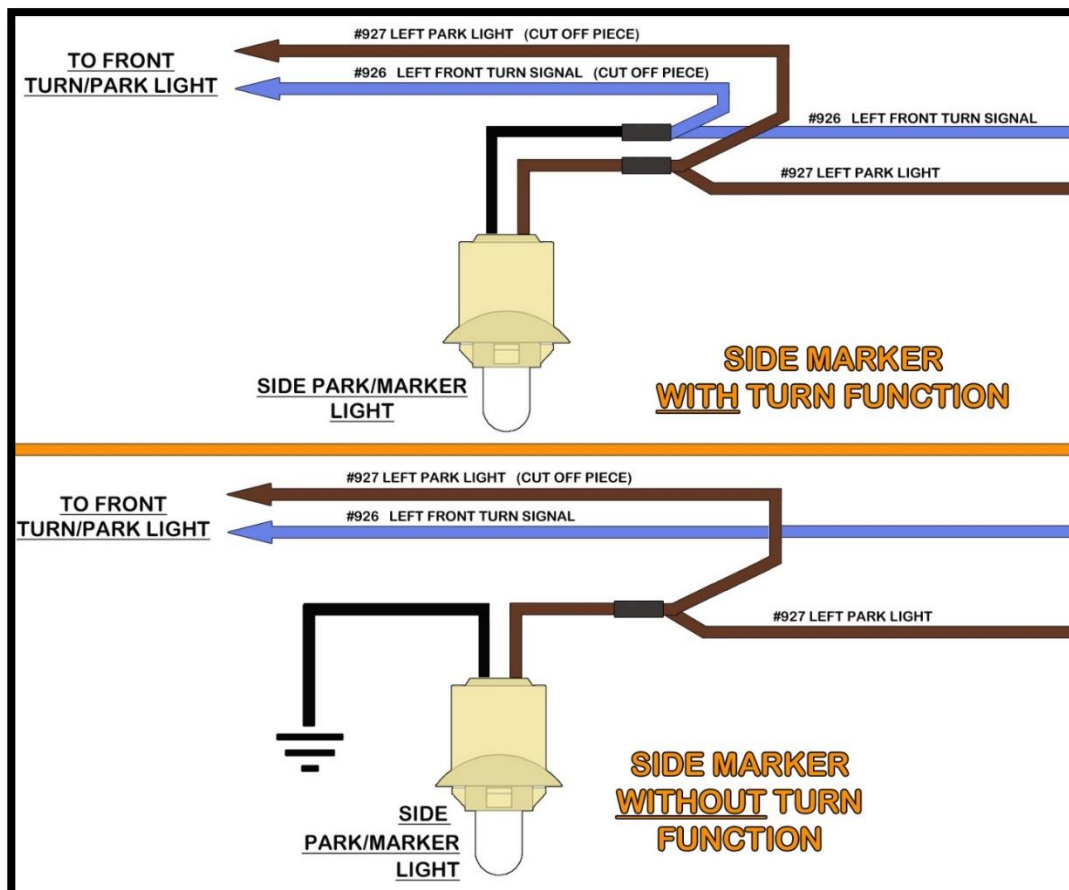 #927 LEFT PARK LIGHT (CUT OFF PIECE)
TO FRONT
TURN/PARK LIGHT
#926 LEFT FRONT TURN SIGNAL (CUT OFF PIECE)
#926 LEFT FRONT TURN SIGNAL
#927 LEFT PARK LIGHT
SIDE PARK/MARKER
LIGHT
SIDE MARKER
WITH TURN FUNCTION
#927 LEFT PARK LIGHT (CUT OFF PIECE)
TO FRONT
TURN/PARK LIGHT
#926 LEFT FRONT TURN SIGNAL
#927 LEFT PARK LIGHT
SIDE
PARK/MARKER
LIGHT
SIDE MARKER
WITHOUT TURN
FUNCTION